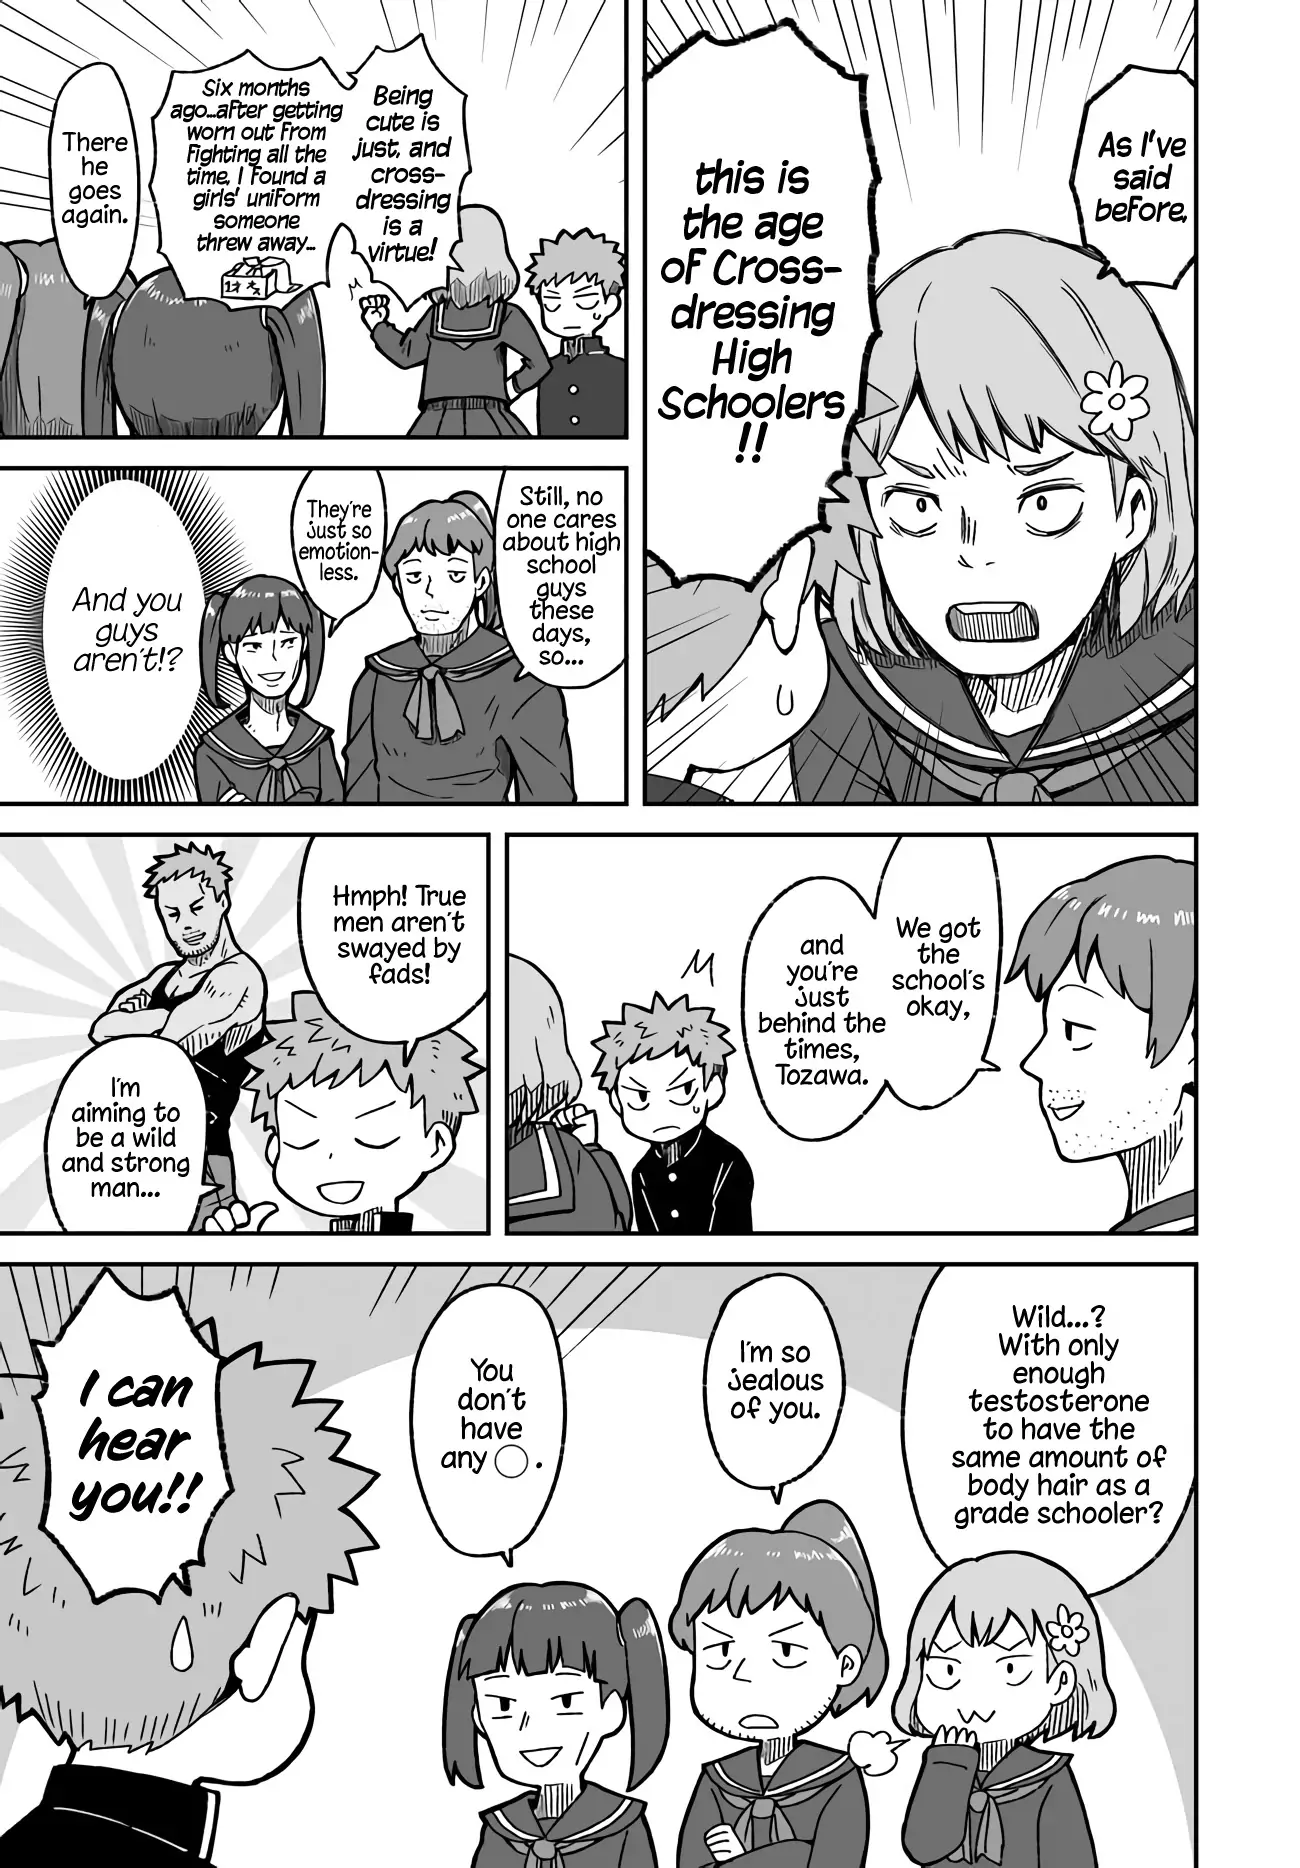 As I've
said
before,
this is
the age
of Cross-
dressing
High
Schoolers
!!
Being
cute is
just, and
cross-
dressing
is a
virtue!
Six months
ago...after getting
worn out from
fighting all the
time, I found a
girls' uniform
someone
threw away...
There
he
goes
again.
Still, no
one cares
about high
school
guys
these
days,
so...
They're
just so
emotion-
less.
And you
guys
aren't!?
We got
the
school's
okay,
and
you're
just
behind the
times,
Tozawa.
Hmph! True
men aren't
swayed by
fads!
I'm
aiming to
be a wild
and strong
man...
Wild...?
With only
enough
testosterone
to have the
same amount of
body hair as a
grade schooler?
I'm so
jealous
of you.
You
don't
have
any ◯.
I can
hear
you!!